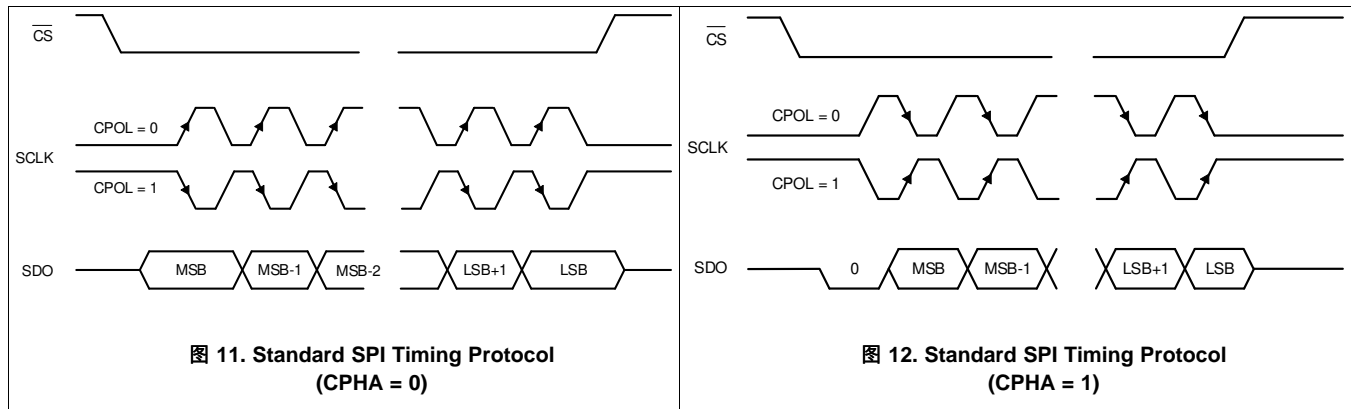 CS
CPOL = 0
SCLK
CPOL = 1
SDO
MSB
MSB-1
MSB-2
LSB+1
LSB
图 11. Standard SPI Timing Protocol
(CPHA = 0)
CS
CPOL = 0
SCLK
CPOL = 1
SDO
0
MSB
MSB-1
LSB+1
LSB
图 12. Standard SPI Timing Protocol
(CPHA = 1)